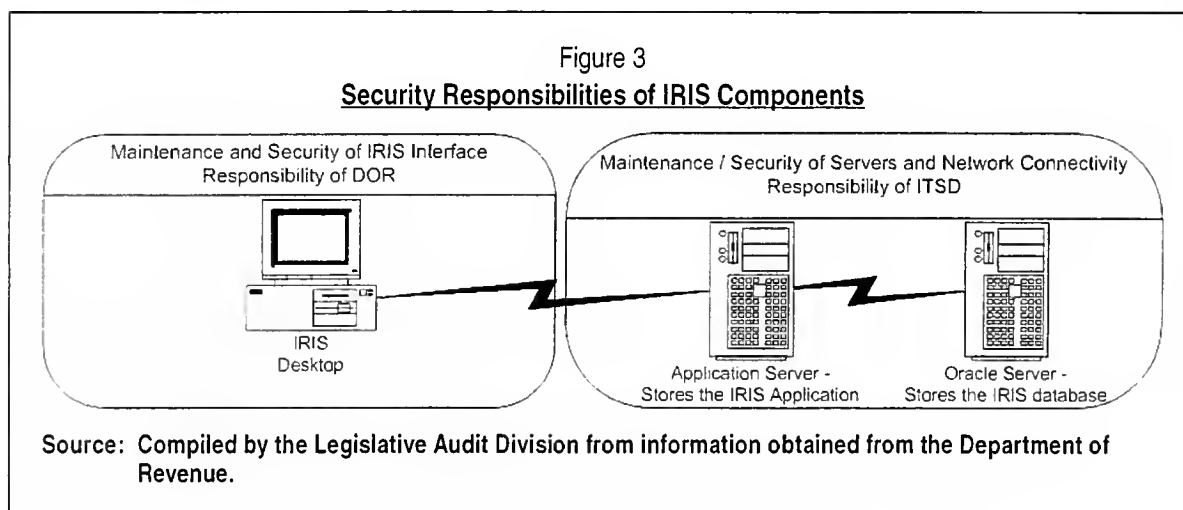 Figure 3
Security Responsibilities of IRIS Components
Maintenance and Security of IRIS Interface
Responsibility of DOR
Maintenance / Security of Servers and Network Connectivity
Responsibility of ITSD
IRIS
Desktop
Application Server -
Stores the IRIS Application
Oracle Server -
Stores the IRIS database
Source: Compiled by the Legislative Audit Division from information obtained from the Department of
Revenue.